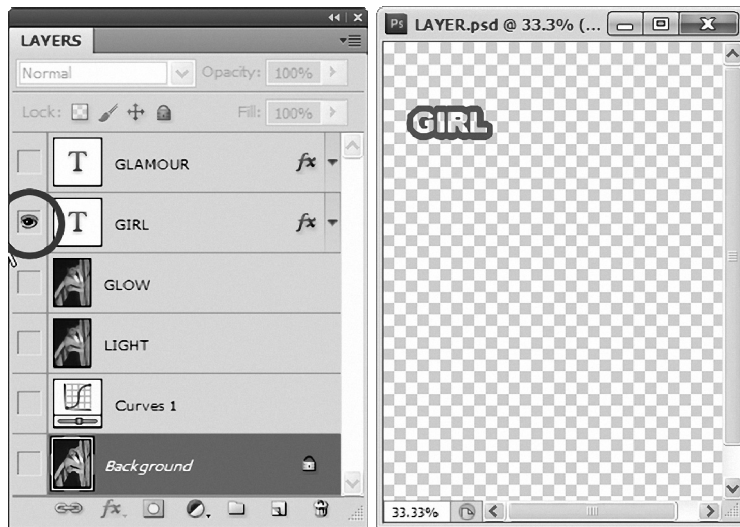 LAYERS
Normal Opacity: 100%
Lock: Fill: 100%
T GLAMOUR fx
T GIRL fx
GLOW
LIGHT
Curves 1
Background
fx.
Ps LAYER.psd @ 33.3% (...
GIRL
33.33%